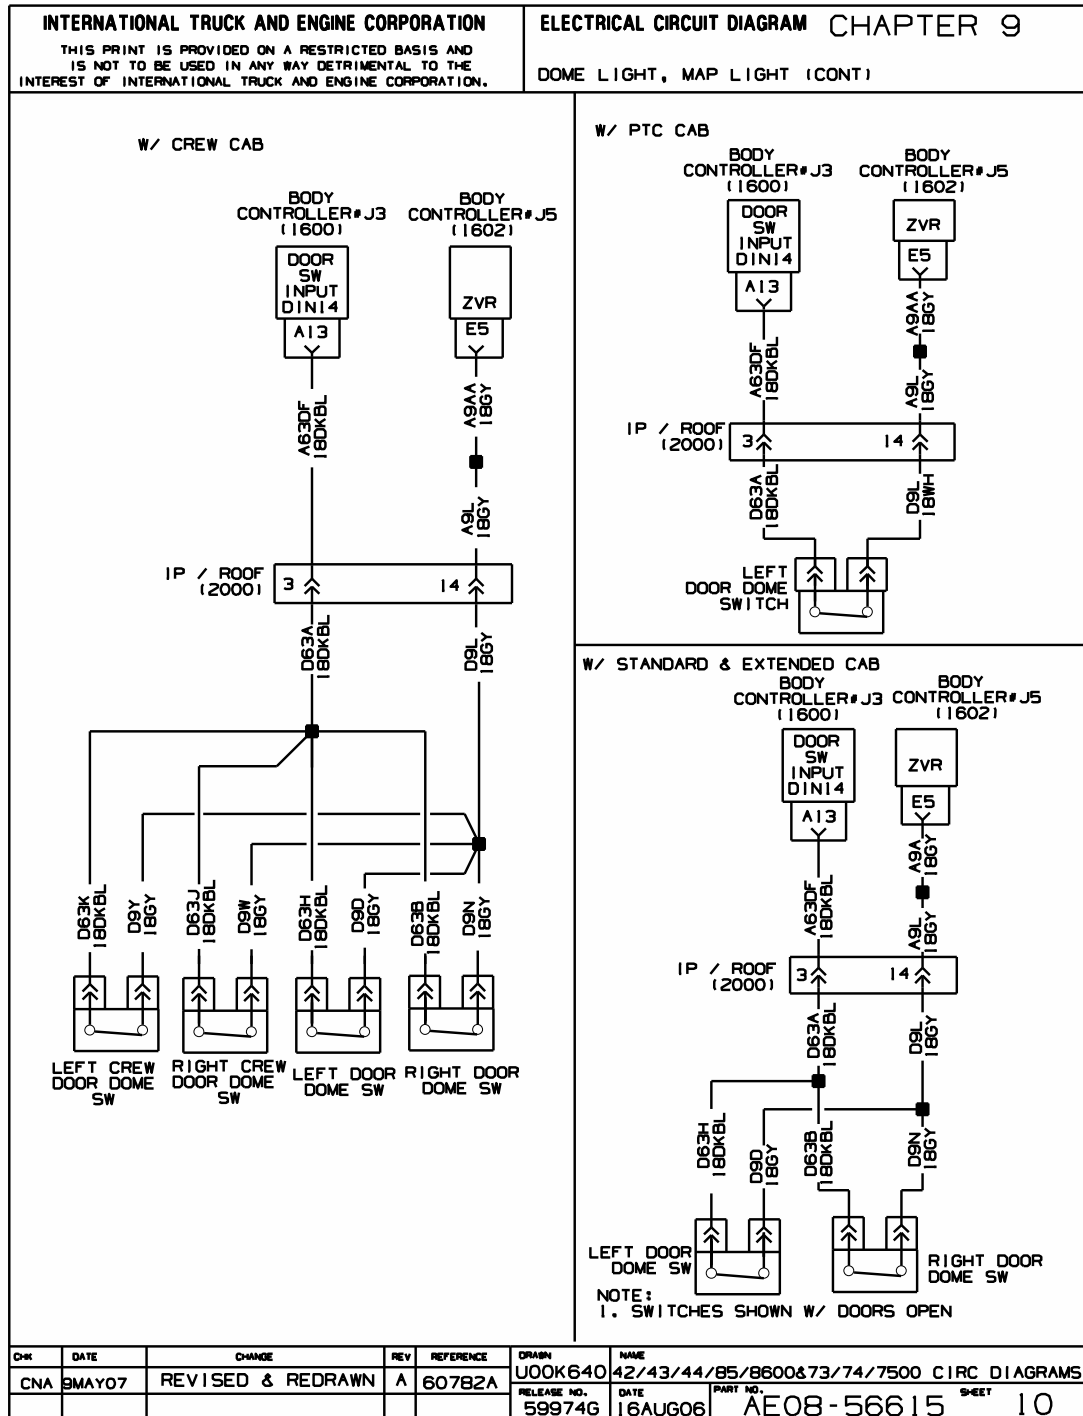 INTERNATIONAL TRUCK AND ENGINE CORPORATION
THIS PRINT IS PROVIDED ON A RESTRICTED BASIS AND
IS NOT TO BE USED IN ANY WAY DETRIMENTAL TO THE
INTEREST OF INTERNATIONAL TRUCK AND ENGINE CORPORATION.
ELECTRICAL CIRCUIT DIAGRAM CHAPTER 9
DOME LIGHT, MAP LIGHT (CONT)
W/ CREW CAB
BODY
CONTROLLER#J3
(1600)
BODY
CONTROLLER#J5
(1602)
DOOR
SW
INPUT
DIN14
ZVR
A13
E5
A63DF
18DKBL
A9AA
18GY
A9L
18GY
IP / ROOF
(2000)
3
14
D63A
18DKBL
D9L
18GY
D63K
18DKBL
D9Y
18GY
D63J
18DKBL
D9W
18GY
D63H
18DKBL
D9D
18GY
D63B
18DKBL
D9N
18GY
LEFT CREW
DOOR DOME
SW
RIGHT CREW
DOOR DOME
SW
LEFT DOOR
DOME SW
RIGHT DOOR
DOME SW
W/ PTC CAB
BODY
CONTROLLER#J3
(1600)
BODY
CONTROLLER#J5
(1602)
DOOR
SW
INPUT
DIN14
ZVR
A13
E5
A63DF
18DKBL
A9AA
18GY
A9L
18GY
IP / ROOF
(2000)
3
14
D63A
18DKBL
D9L
18WH
LEFT
DOOR DOME
SWITCH
W/ STANDARD & EXTENDED CAB
BODY
CONTROLLER#J3
(1600)
BODY
CONTROLLER#J5
(1602)
DOOR
SW
INPUT
DIN14
ZVR
A13
E5
A63DF
18DKBL
A9A
18GY
A9L
18GY
IP / ROOF
(2000)
3
14
D63A
18DKBL
D9L
18GY
D63H
18DKBL
D9D
18GY
D63B
18DKBL
D9N
18GY
LEFT DOOR
DOME SW
RIGHT DOOR
DOME SW
NOTE:
1. SWITCHES SHOWN W/ DOORS OPEN
CHK DATE CHANGE REV REFERENCE
CNA 9MAY07 REVISED & REDRAWN A 60782A
DRAWN
U00K640
NAME
42/43/44/85/8600&73/74/7500 CIRC DIAGRAMS
RELEASE NO.
59974G
DATE
16AUG06
PART NO.
AE08-56615
SHEET
10